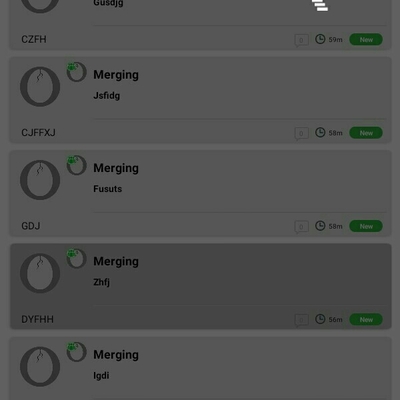 Gusdjg
CZFH
59m
New
Merging
Jsfidg
CJFFXJ
58m
New
Merging
Fusuts
GDJ
58m
New
Merging
Zhfj
DYFHH
56m
New
Merging
Igdi